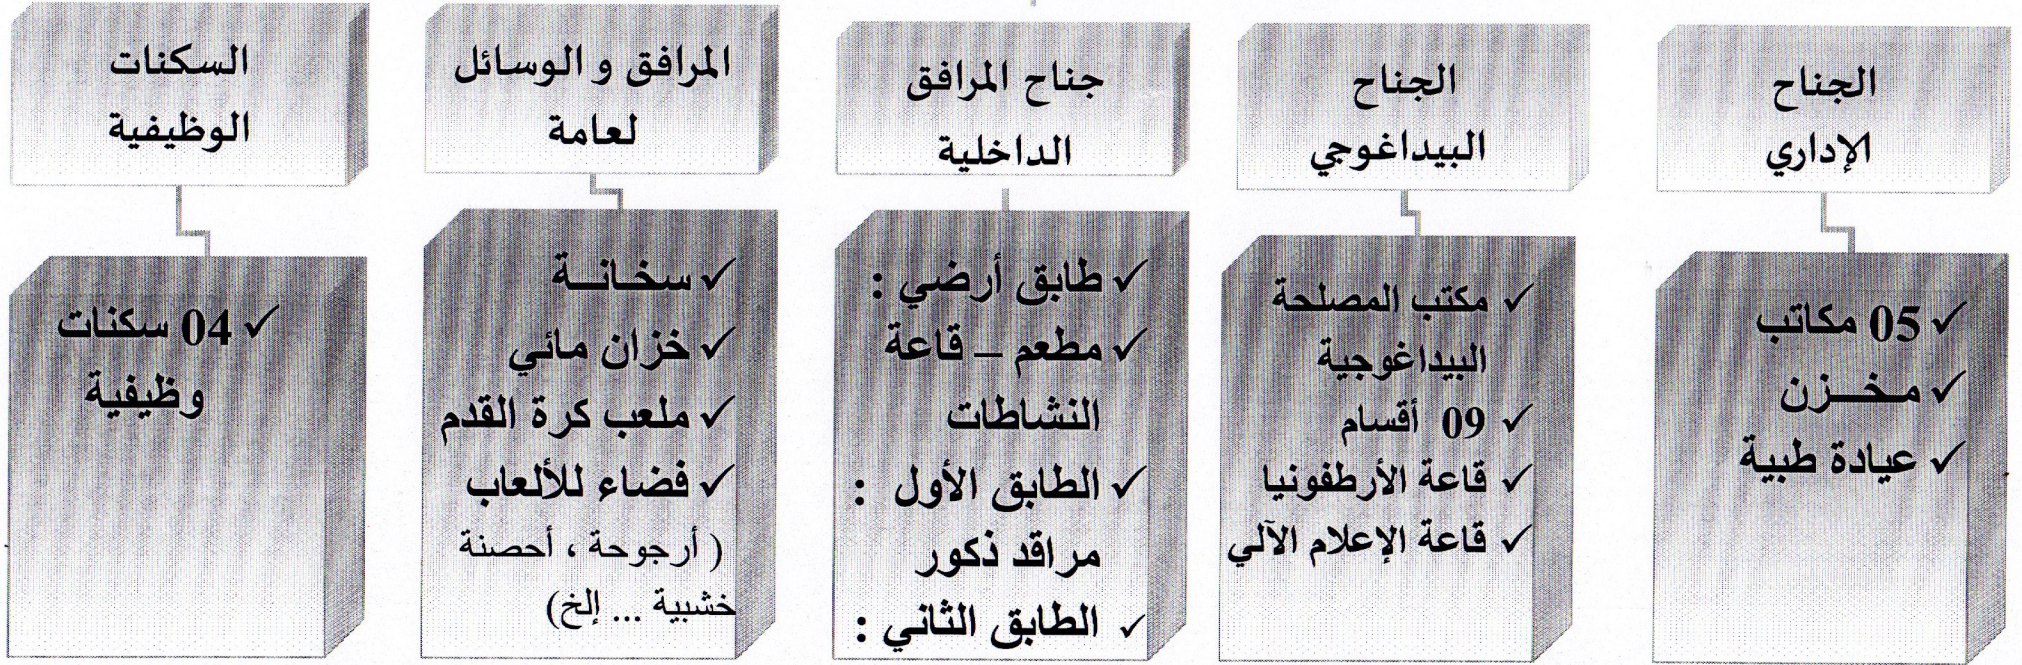 الجناح
الإداري
05 مكاتب
مخـــزن
عيادة طبية
الجناح
البيداغوجي
مكتب المصلحة
البيداغوجية
09 أقسام
قاعة الأرطفونيا
قاعة الإعلام الآلي
جناح المرافق
الداخلية
طابق أرضي :
مطعم – قاعة
النشاطات
الطابق الأول :
مراقد ذكور
الطابق الثاني :
المرافق و الوسائل
لعامة
سخانــة
خزان مائي
ملعب كرة القدم
فضاء للألعاب
( أرجوحة ، أحصنة
خشبية ... إلخ)
السكنات
الوظيفية
04 سكنات
وظيفية